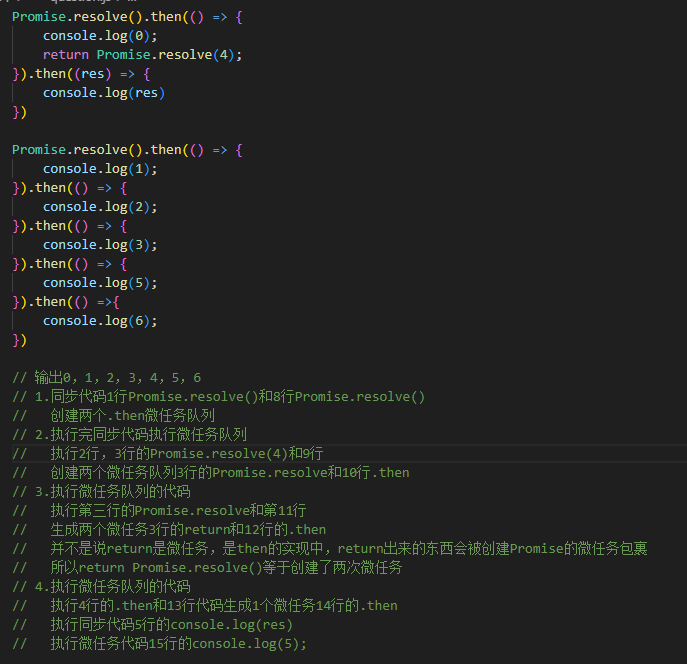 Promise.resolve().then(() => {
    console.log(0);
    return Promise.resolve(4);
}).then((res) => {
    console.log(res)
})

Promise.resolve().then(() => {
    console.log(1);
}).then(() => {
    console.log(2);
}).then(() => {
    console.log(3);
}).then(() => {
    console.log(5);
}).then(() =>{
    console.log(6);
})

// 输出0, 1, 2, 3, 4, 5, 6
// 1.同步代码1行Promise.resolve()和8行Promise.resolve()
//   创建两个.then微任务队列
// 2.执行完同步代码执行微任务队列
//   执行2行, 3行的Promise.resolve(4)和9行
//   创建两个微任务队列3行的Promise.resolve和10行.then
// 3.执行微任务队列的代码
//   执行第三行的Promise.resolve和第11行
//   生成两个微任务3行的return和12行的.then
//   并不是说return是微任务，是then的实现中，return出来的东西会被创建Promise的微任务包裹
//   所以return Promise.resolve()等于创建了两次微任务
// 4.执行微任务队列的代码
//   执行4行的.then和13行代码生成1个微任务14行的.then
//   执行同步代码5行的console.log(res)
//   执行微任务代码15行的console.log(5);